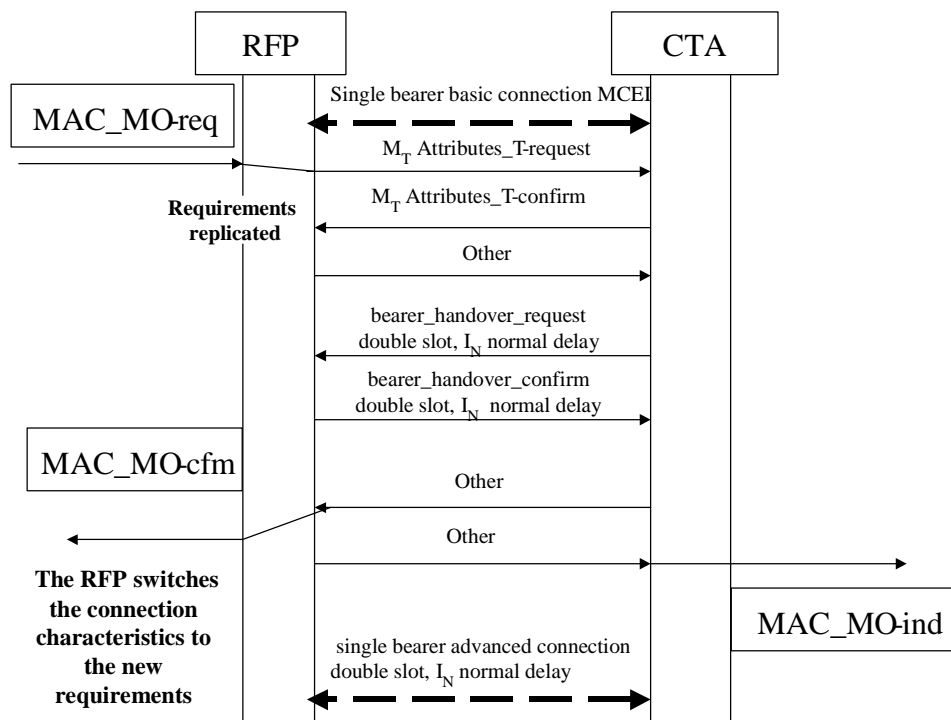 RFP
CTA
Single bearer basic connection MCEI
MAC_MO-req
M_T Attributes_T-request
M_T Attributes_T-confirm
Requirements
replicated
Other
bearer_handover_request
double slot, I_N normal delay
bearer_handover_confirm
double slot, I_N normal delay
MAC_MO-cfm
Other
Other
The RFP switches
the connection
characteristics to
the new
requirements
MAC_MO-ind
single bearer advanced connection
double slot, I_N normal delay